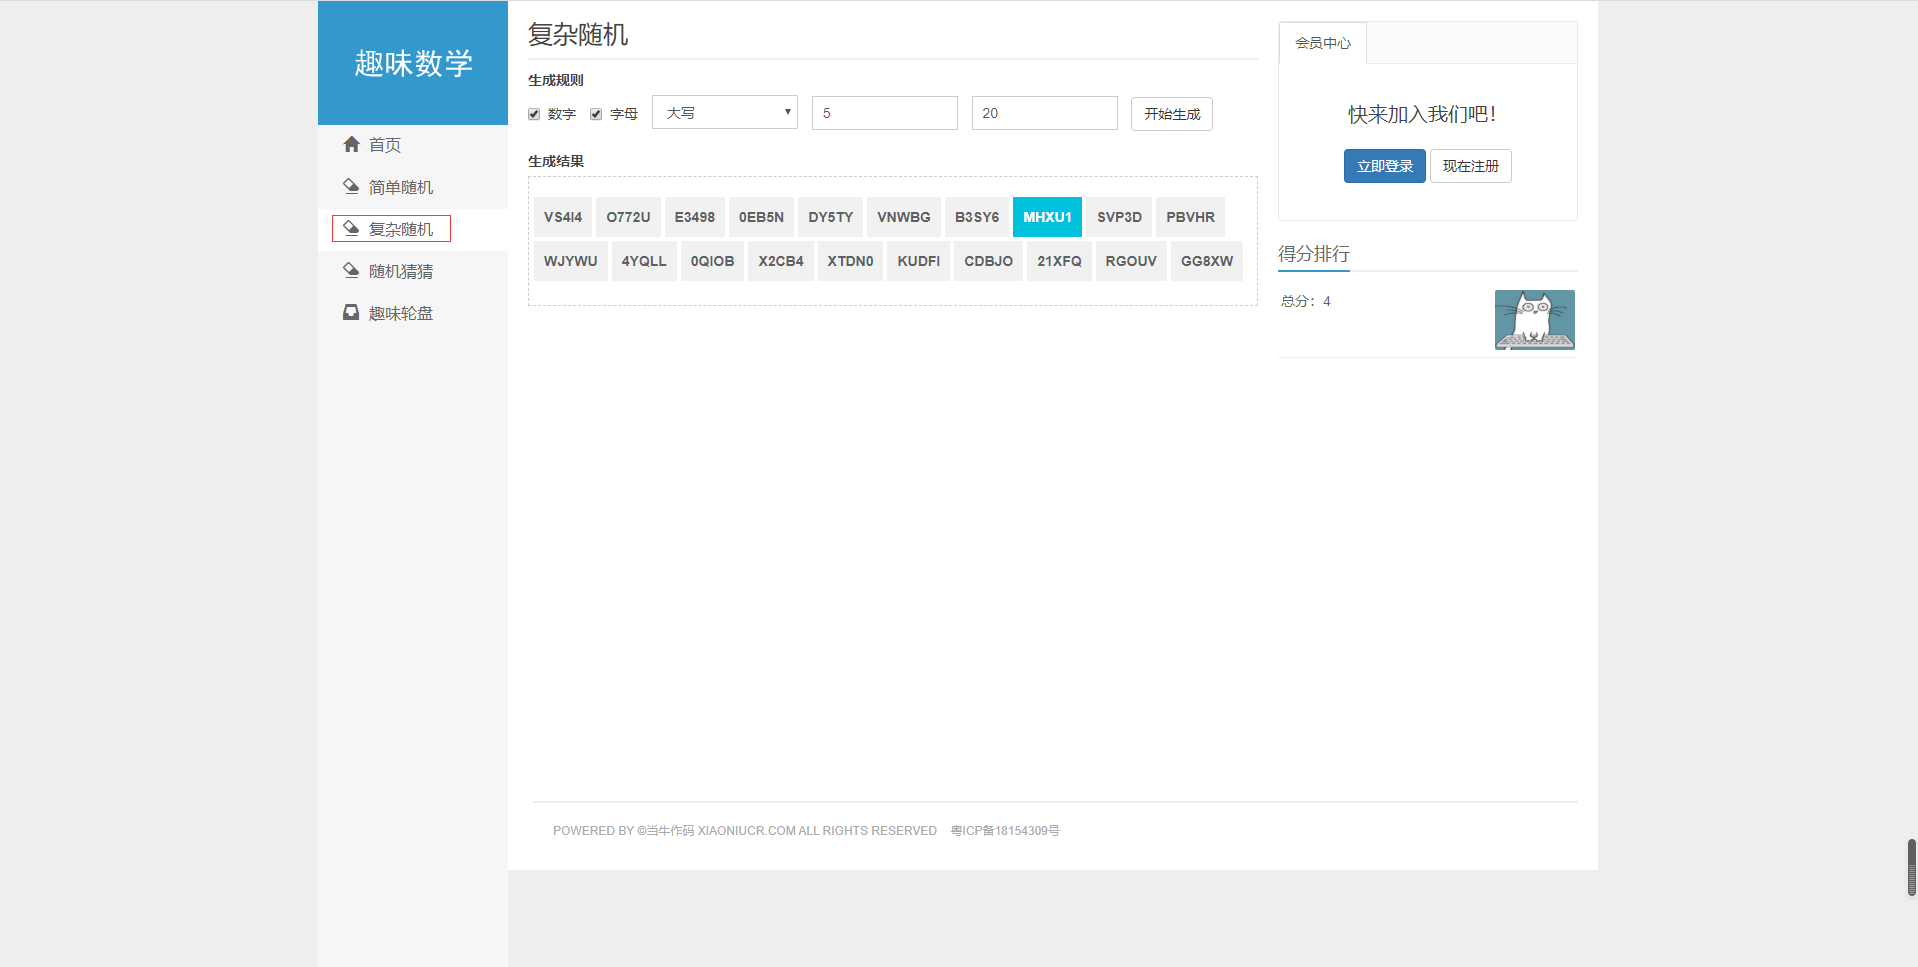 趣味数学
首页
简单随机
复杂随机
随机猜猜
趣味轮盘
复杂随机
生成规则
数字 字母 大写 5 20 开始生成
生成结果
VS4I4 O772U E3498 0EB5N DY5TY VNWBG B3SY6 MHXU1 SVP3D PBVHR
WJYWU 4YQLL 0QIOB X2CB4 XTDN0 KUDFI CDBJO 21XFQ RGOUV GG8XW
会员中心
快来加入我们吧！
立即登录 现在注册
得分排行
总分：4
POWERED BY ©当牛作码 XIAONIUCR.COM ALL RIGHTS RESERVED 粤ICP备18154309号